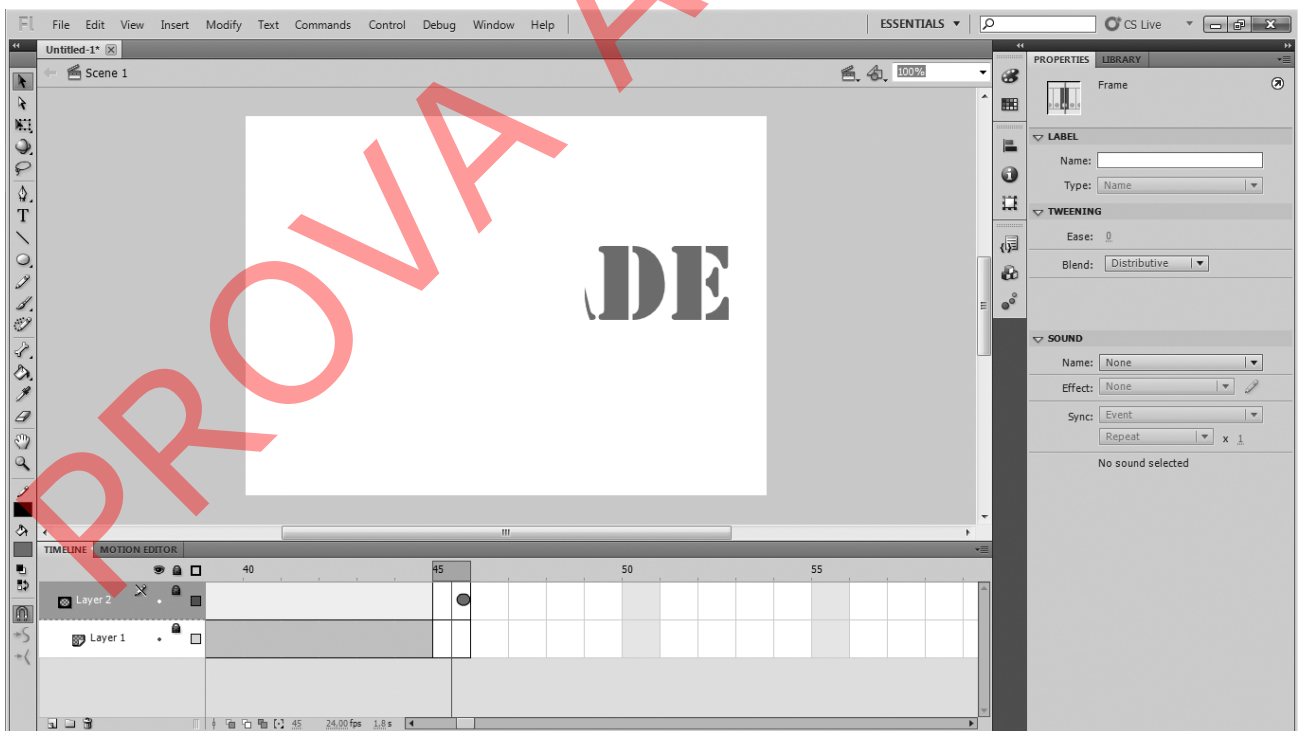 Fl File Edit View Insert Modify Text Commands Control Debug Window Help ESSENTIALS CS Live
Untitled-1*
Scene 1 100%
PROPERTIES LIBRARY
Frame
LABEL
Name:
Type: Name
TWEENING
Ease: 0
Blend: Distributive
SOUND
Name: None
Effect: None
Sync: Event
Repeat x 1
No sound selected
DE
PROVA
T
TIMELINE MOTION EDITOR
40 45 50 55
Layer 2
Layer 1
45 24,00 fps 1,8 s